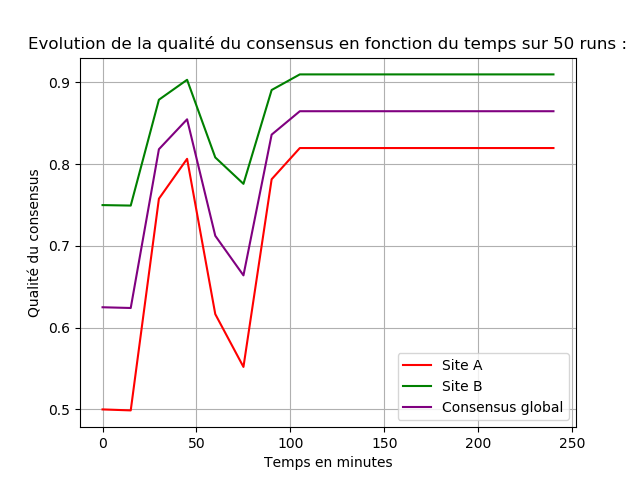 Evolution de la qualité du consensus en fonction du temps sur 50 runs :
Qualité du consensus
0.9
0.8
0.7
0.6
0.5
Site A
Site B
Consensus global
0 50 100 150 200 250
Temps en minutes